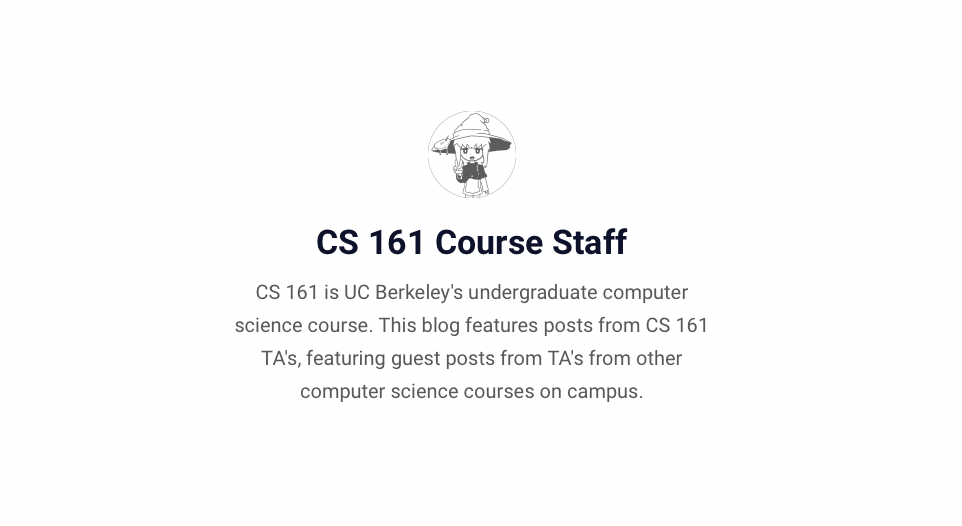 CS 161 Course Staff
CS 161 is UC Berkeley's undergraduate computer
science course. This blog features posts from CS 161
TA's, featuring guest posts from TA's from other
computer science courses on campus.